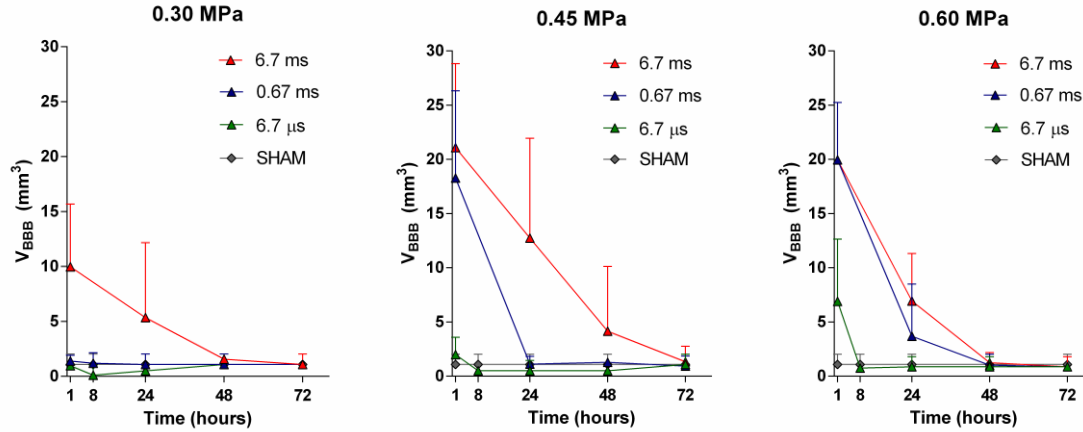 0.30 MPa
V_BBB (mm³)
30
25
20
15
10
5
0
6.7 ms
0.67 ms
6.7 μs
SHAM
1 8 24 48 72
Time (hours)
0.45 MPa
V_BBB (mm³)
30
25
20
15
10
5
0
6.7 ms
0.67 ms
6.7 μs
SHAM
1 8 24 48 72
Time (hours)
0.60 MPa
V_BBB (mm³)
30
25
20
15
10
5
0
6.7 ms
0.67 ms
6.7 μs
SHAM
1 8 24 48 72
Time (hours)